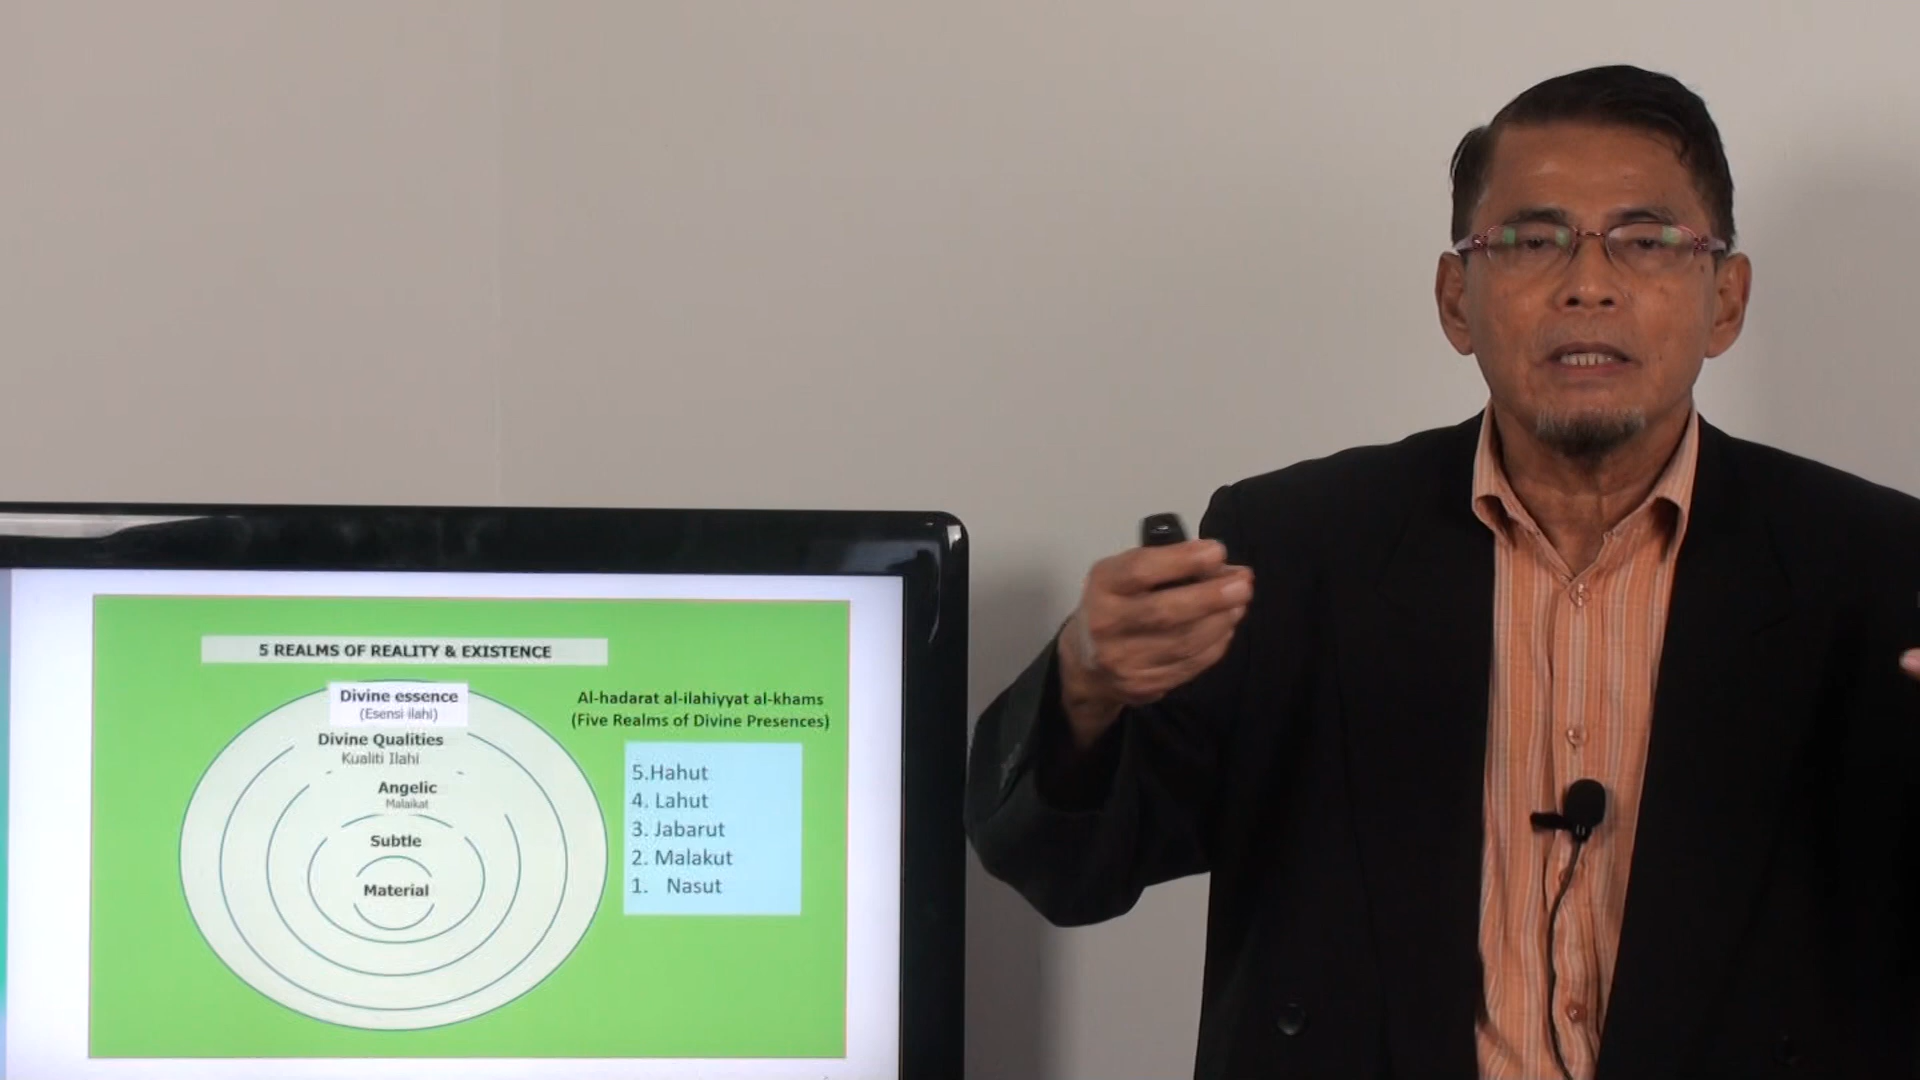 5 REALMS OF REALITY & EXISTENCE
Divine essence
(Esensi ilahi)
Divine Qualities
Kualiti Ilahi
Angelic
Malaikat
Subtle
Material
Al-hadarat al-ilahiyyat al-khams
(Five Realms of Divine Presences)
5.Hahut
4. Lahut
3. Jabarut
2. Malakut
1. Nasut